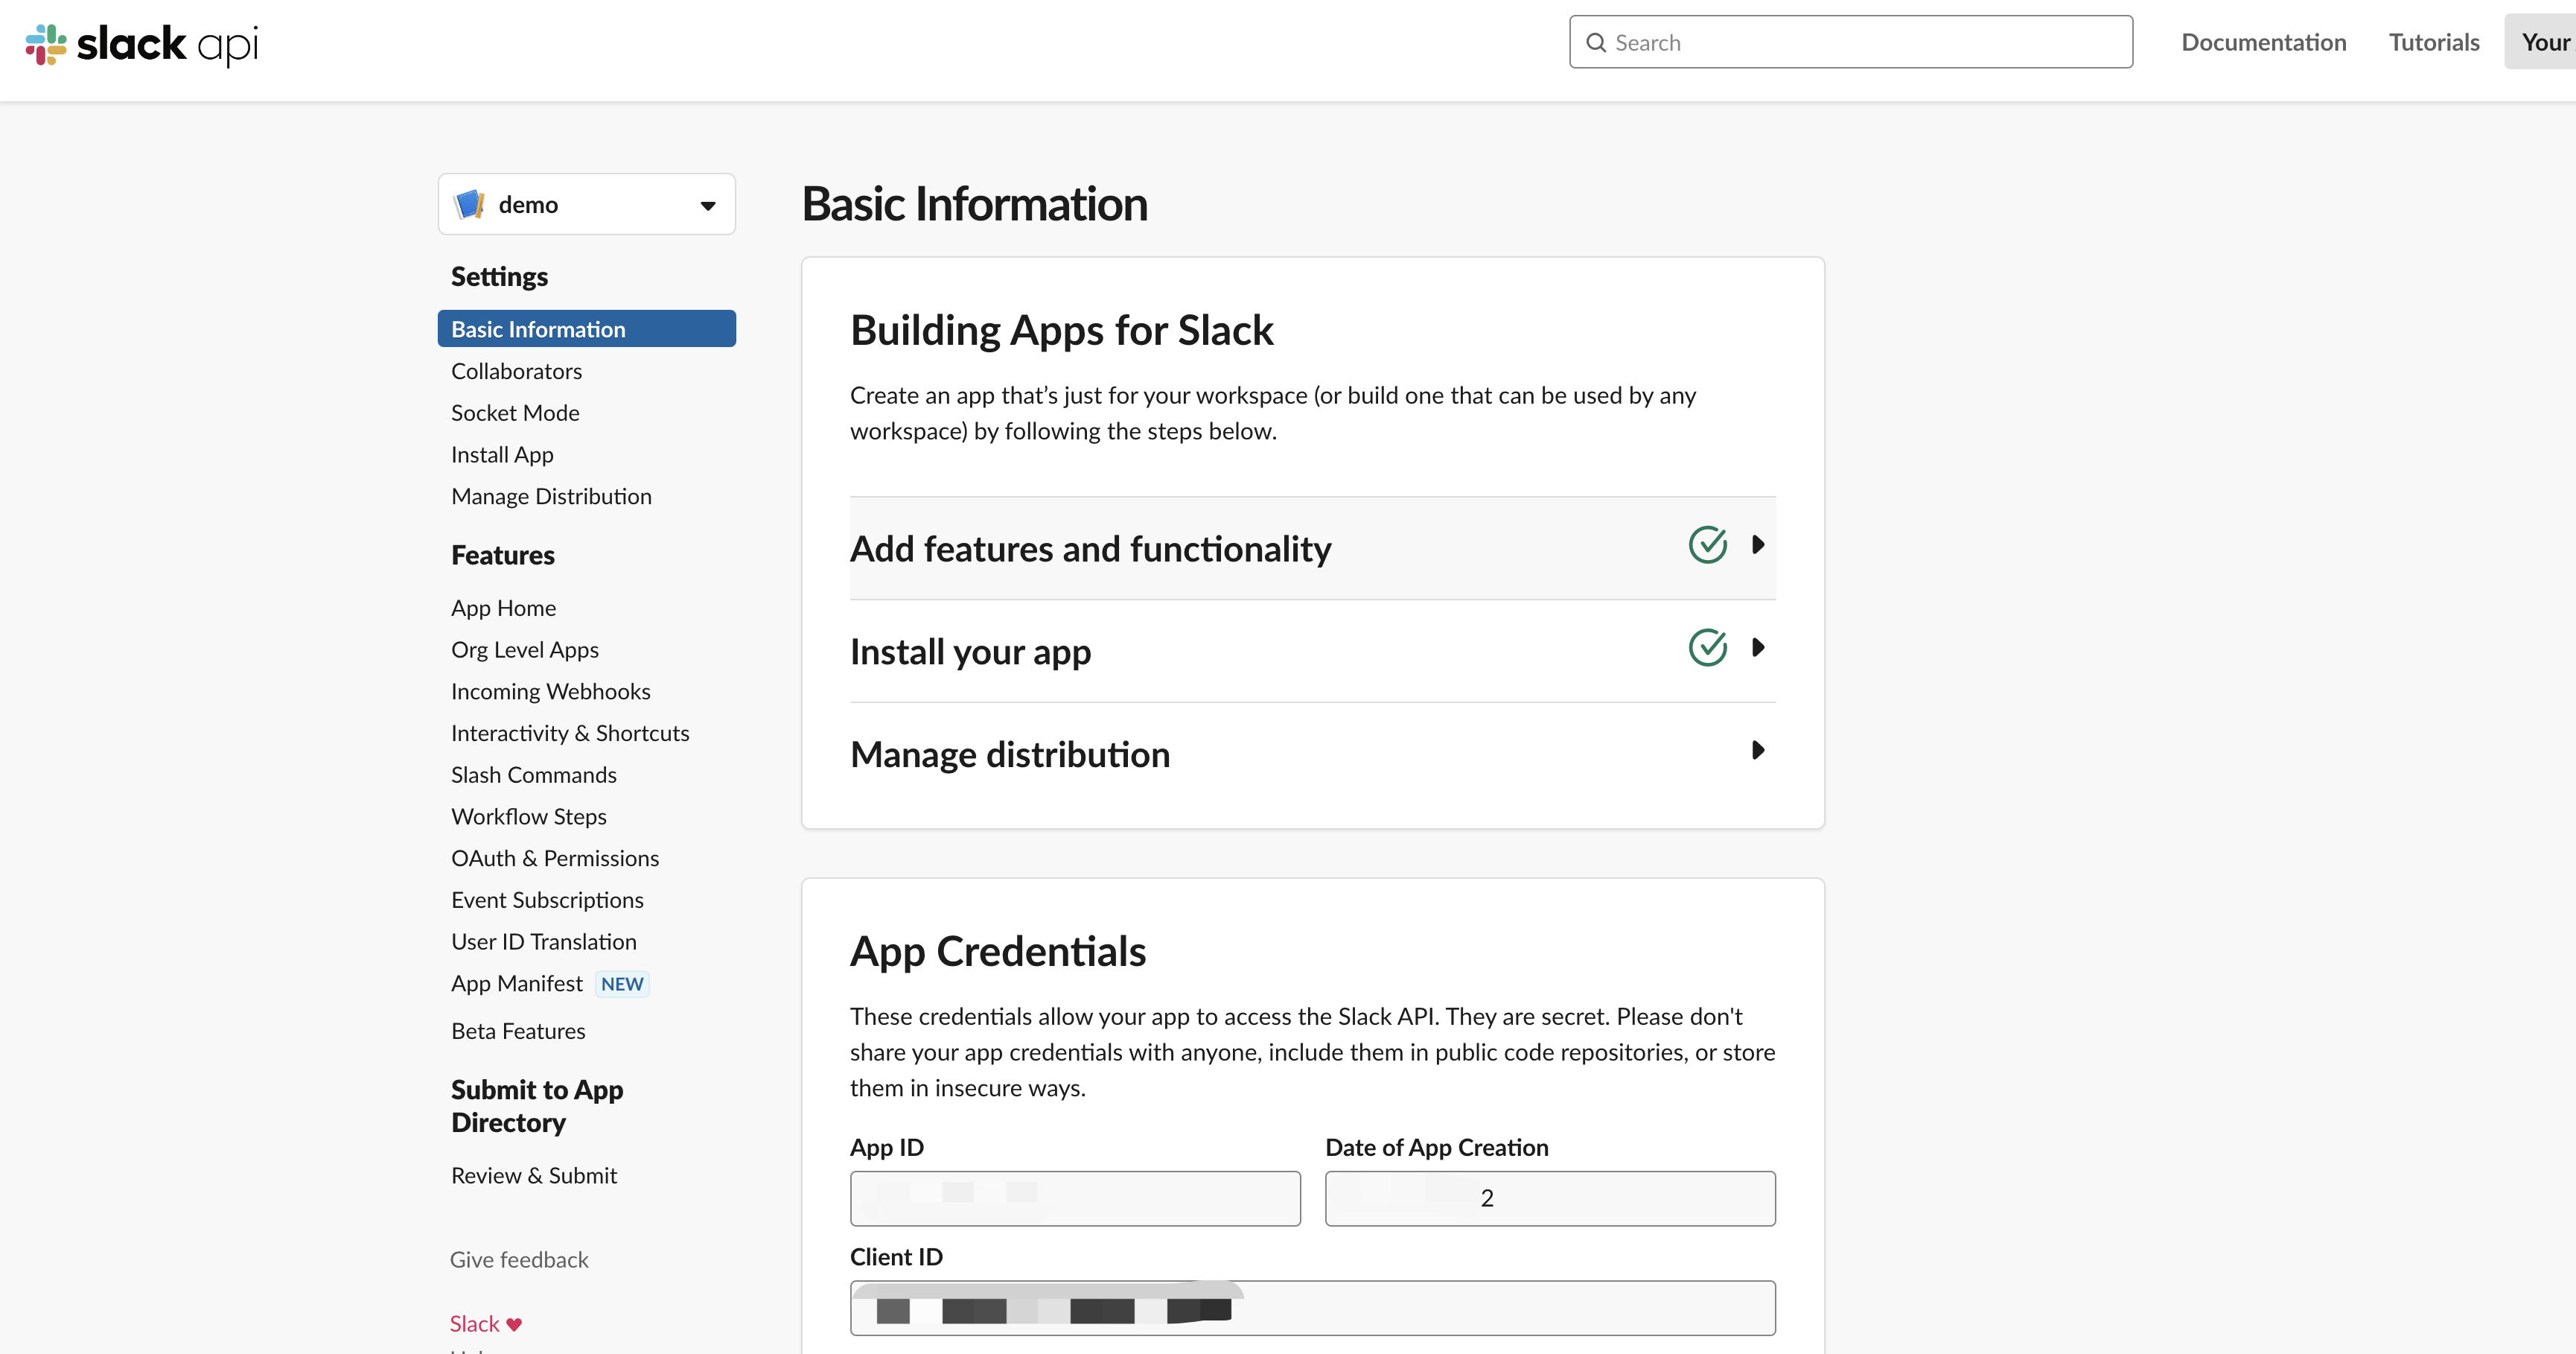 slack api
Search
Documentation
Tutorials
Your
demo
Settings
Basic Information
Collaborators
Socket Mode
Install App
Manage Distribution
Features
App Home
Org Level Apps
Incoming Webhooks
Interactivity & Shortcuts
Slash Commands
Workflow Steps
OAuth & Permissions
Event Subscriptions
User ID Translation
App Manifest NEW
Beta Features
Submit to App
Directory
Review & Submit
Give feedback
Slack ♥
Basic Information
Building Apps for Slack
Create an app that’s just for your workspace (or build one that can be used by any
workspace) by following the steps below.
Add features and functionality
Install your app
Manage distribution
App Credentials
These credentials allow your app to access the Slack API. They are secret. Please don't
share your app credentials with anyone, include them in public code repositories, or store
them in insecure ways.
App ID
Date of App Creation
2
Client ID